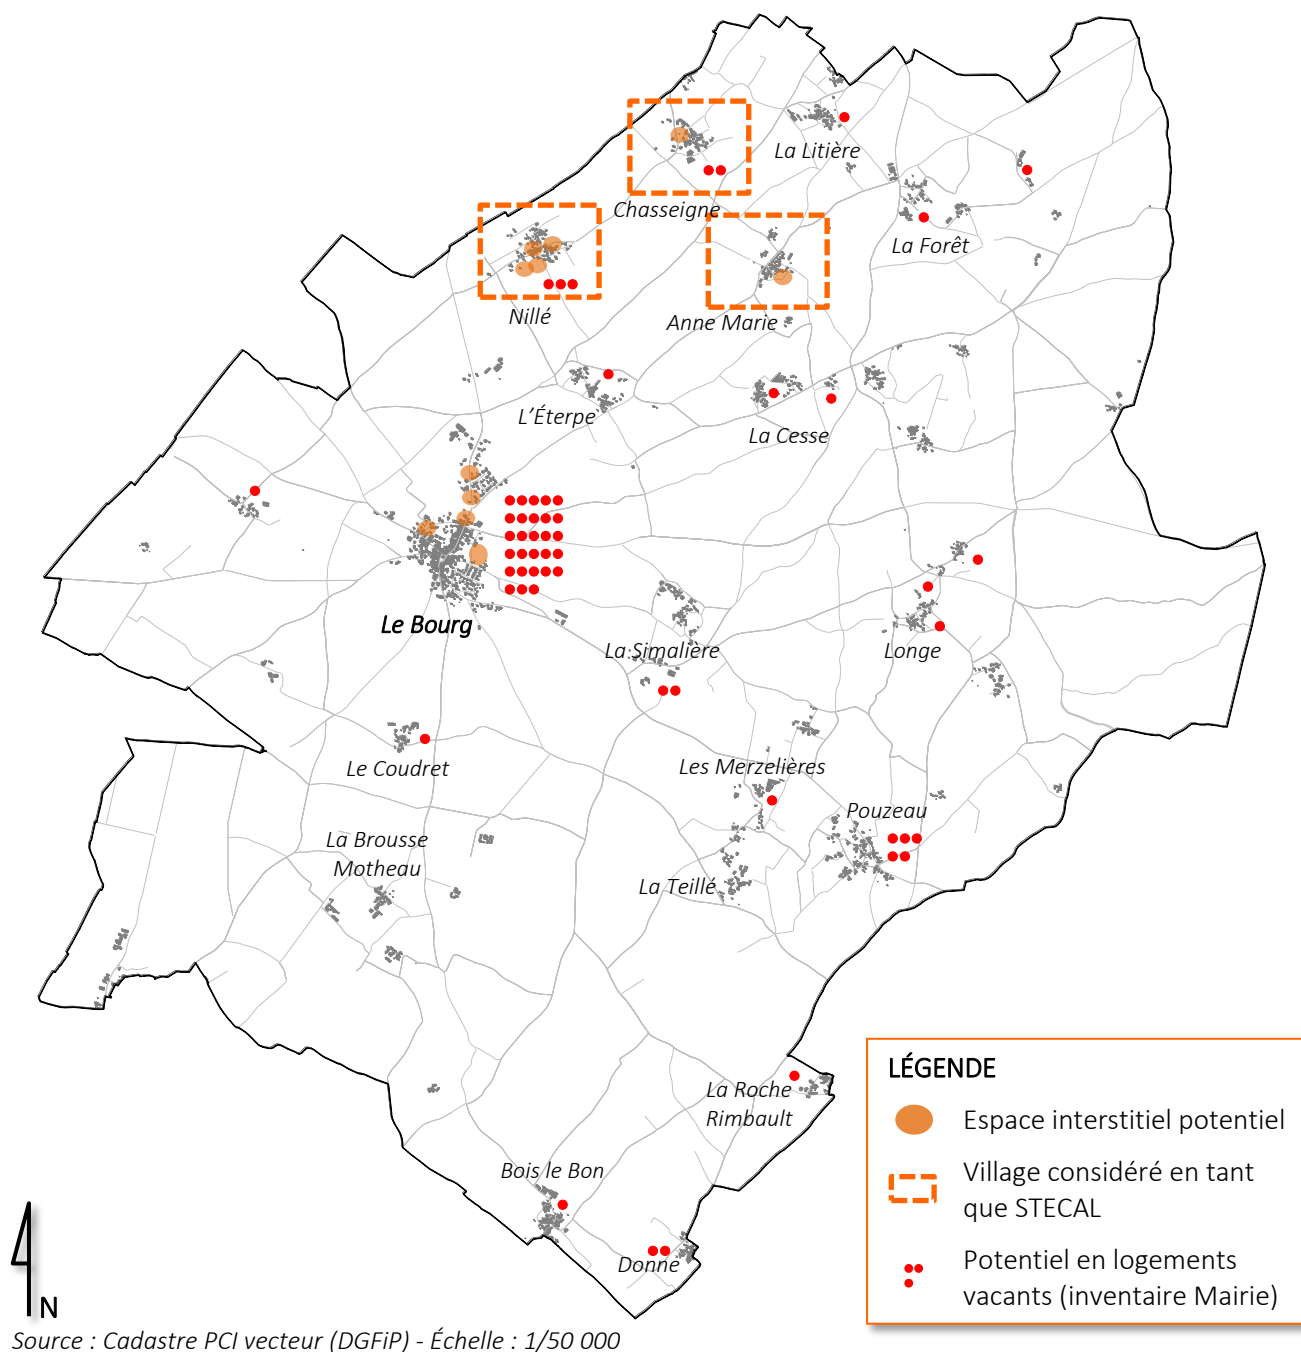 La Litière
Chasseigne
La Forêt
Nillé
Anne Marie
L'Éterpe
La Cesse
Le Bourg
La Simalière
Longe
Le Coudret
Les Merzelières
Pouzeau
La Brousse
Motheau
La Teillé
La Roche
Rimbault
Bois le Bon
Donne
LÉGENDE
Espace interstitiel potentiel
Village considéré en tant
que STECAL
Potentiel en logements
vacants (inventaire Mairie)
N
Source : Cadastre PCI vecteur (DGFiP) - Échelle : 1/50 000